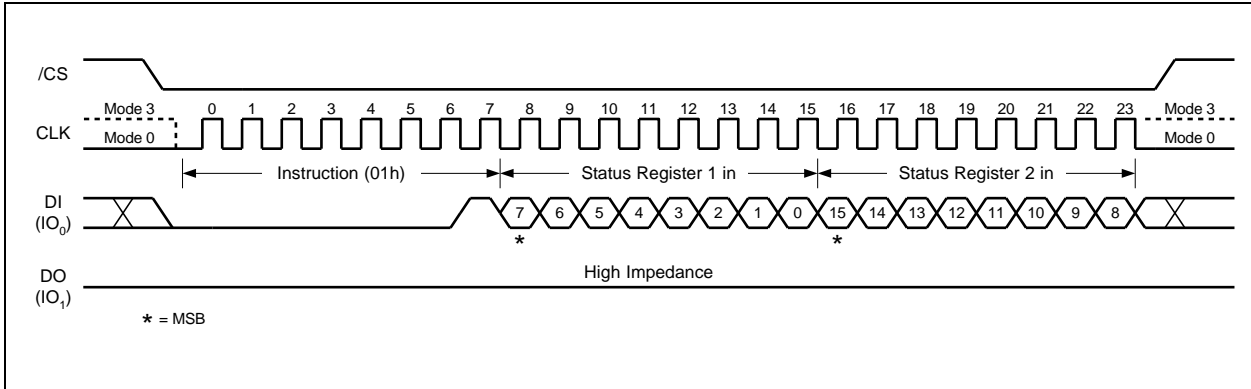 /CS
Mode 3 0 1 2 3 4 5 6 7 8 9 10 11 12 13 14 15 16 17 18 19 20 21 22 23 Mode 3
CLK
Mode 0 Mode 0
Instruction (01h) Status Register 1 in Status Register 2 in
DI
(IO0)
7 6 5 4 3 2 1 0 15 14 13 12 11 10 9 8
* *
High Impedance
DO
(IO1)
* = MSB